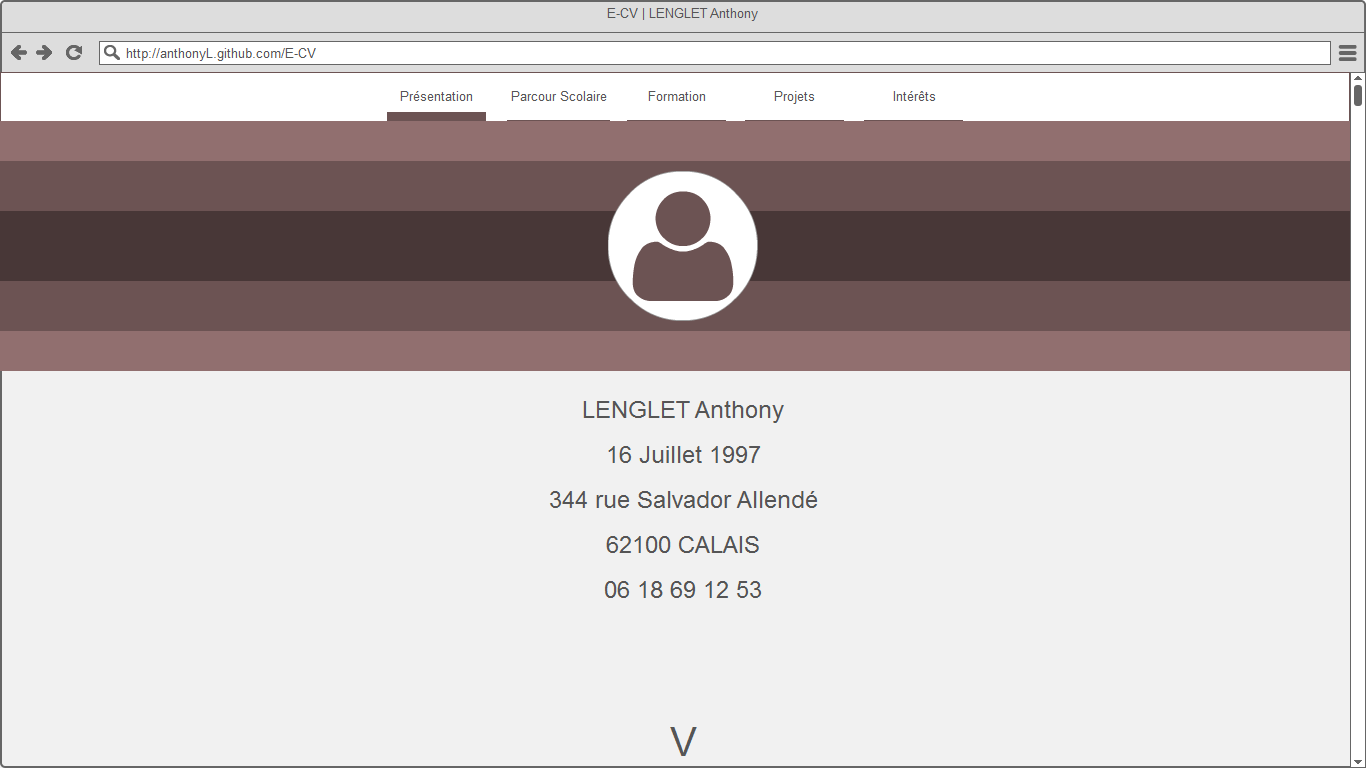 E-CV | LENGLET Anthony
http://anthonyL.github.com/E-CV
Présentation Parcour Scolaire Formation Projets Intérêts
LENGLET Anthony
16 Juillet 1997
344 rue Salvador Allendé
62100 CALAIS
06 18 69 12 53
V